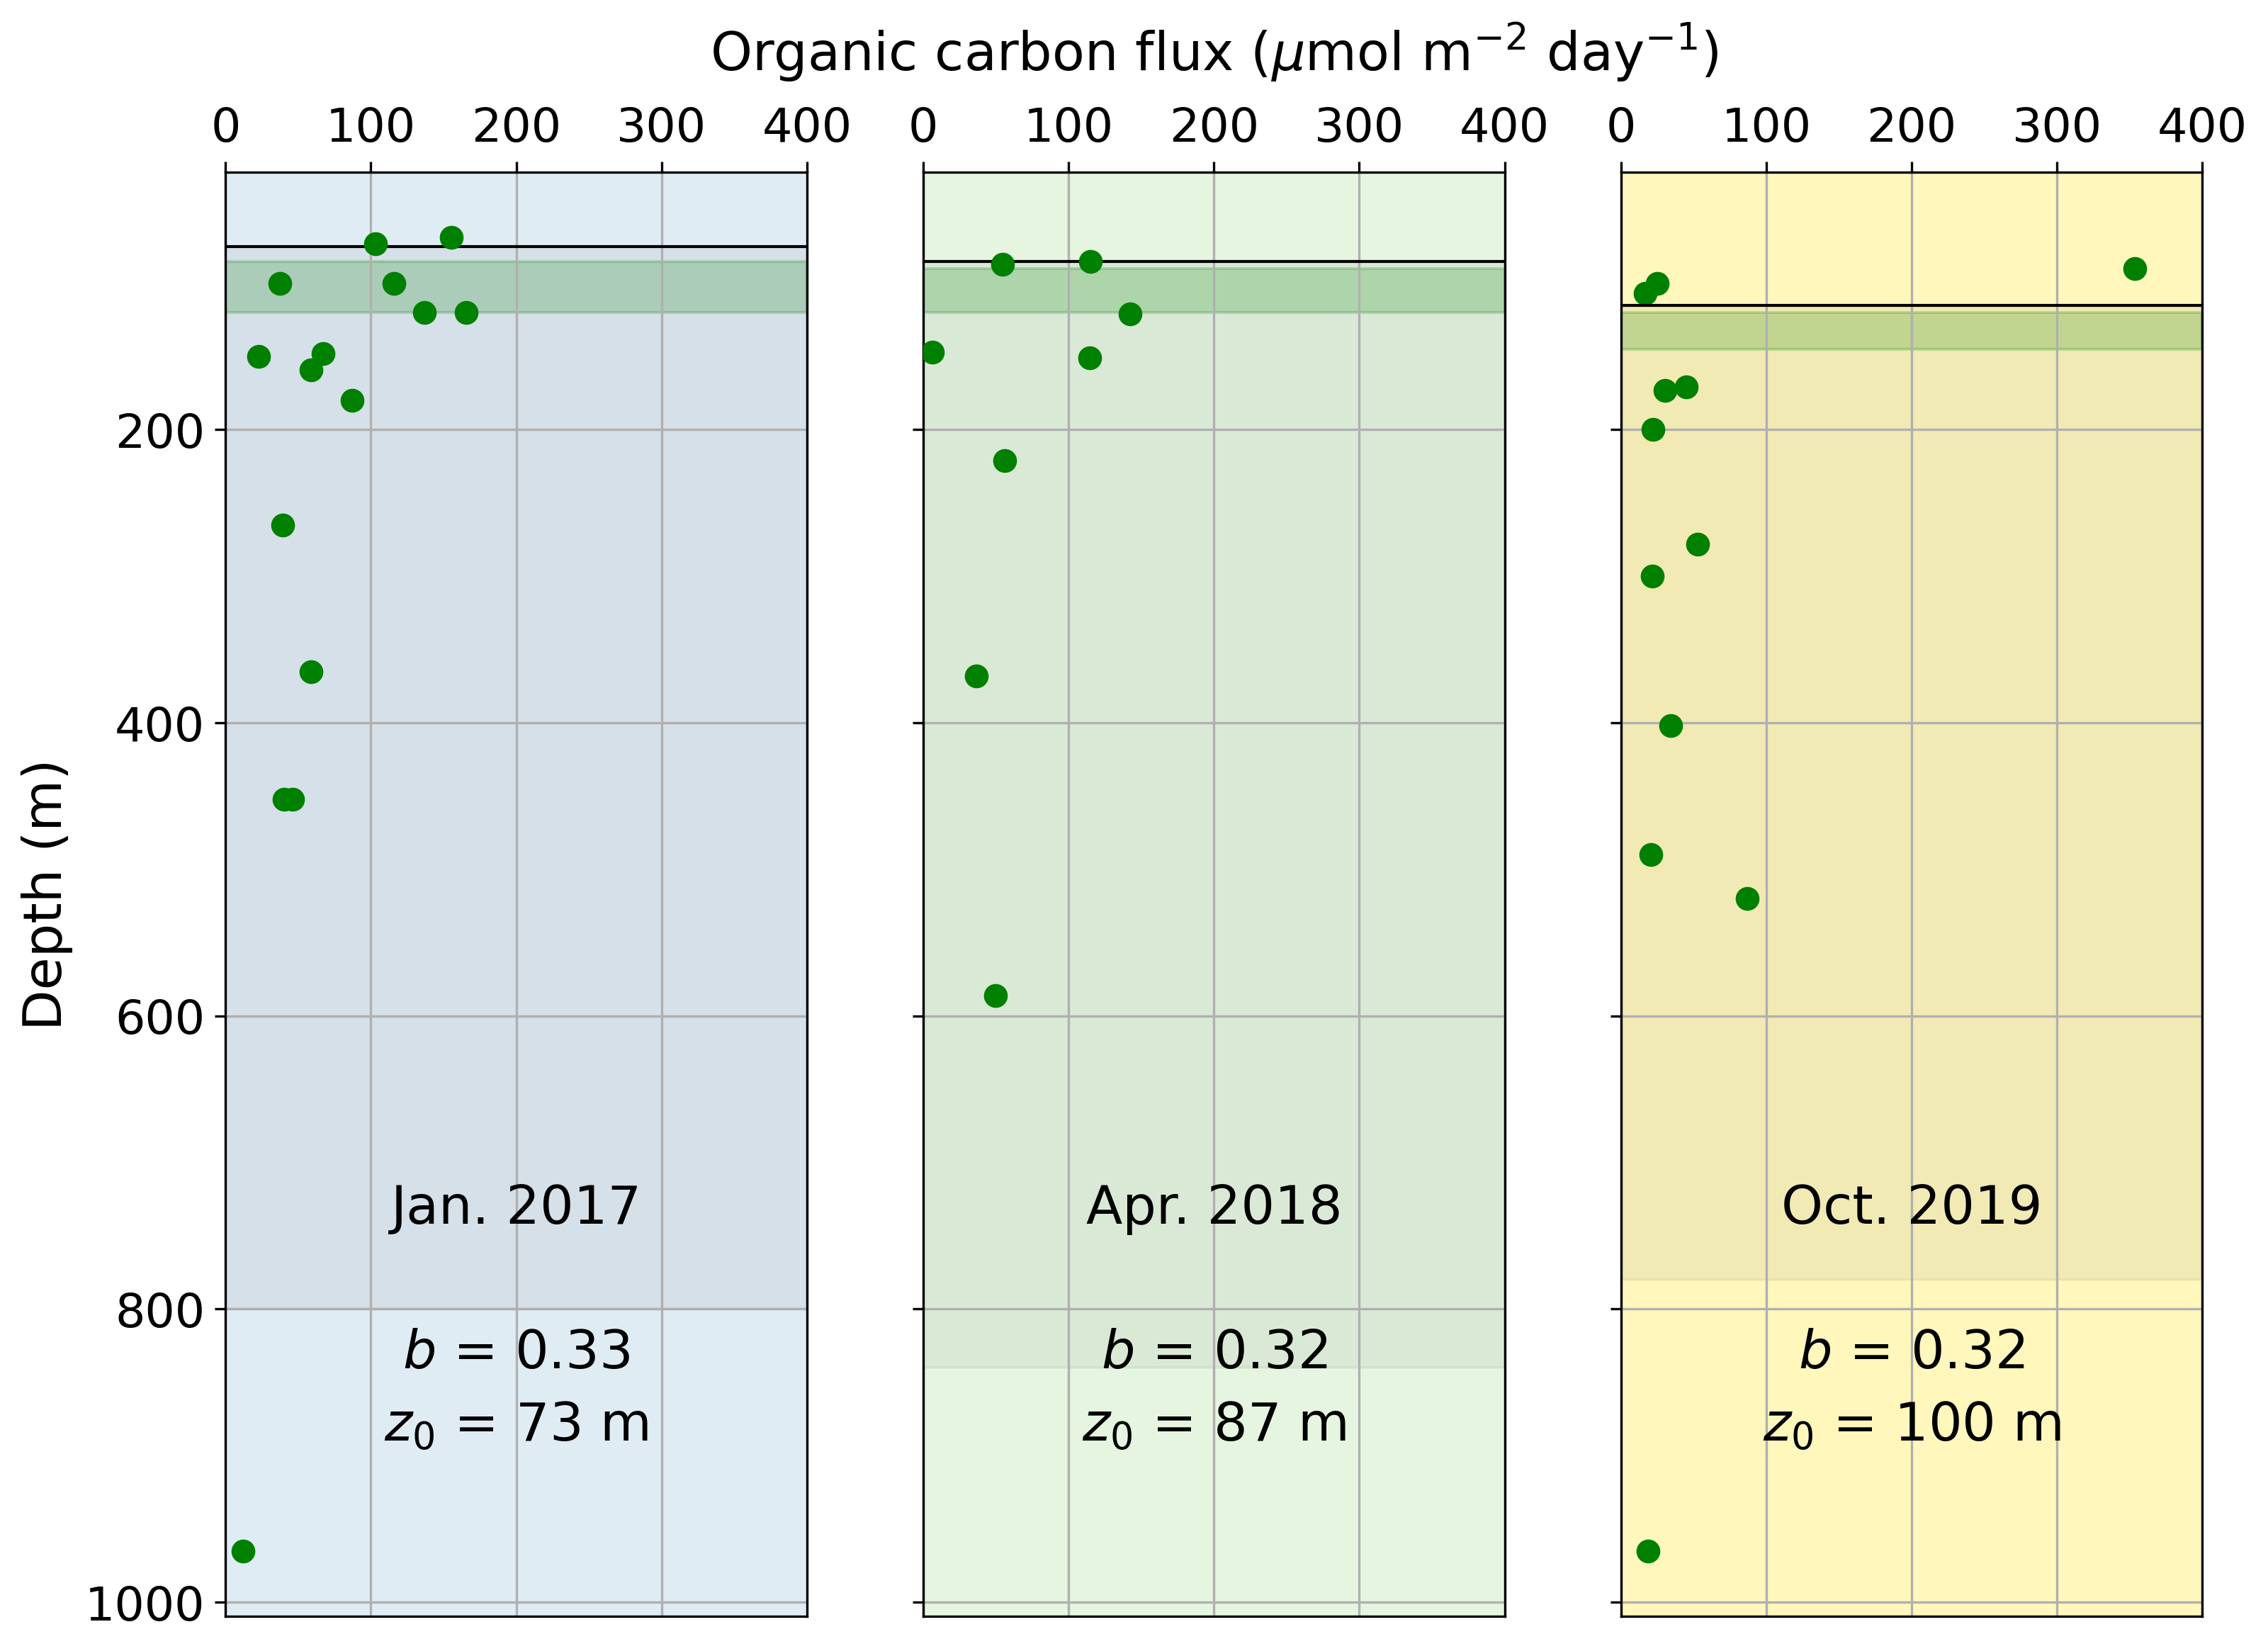 Organic carbon flux (μmol m⁻² day⁻¹)
0 100 200 300 400 0 100 200 300 400 0 100 200 300 400
200
400
600
800
1000
Depth (m)
Jan. 2017
b = 0.33
z₀ = 73 m
Apr. 2018
b = 0.32
z₀ = 87 m
Oct. 2019
b = 0.32
z₀ = 100 m